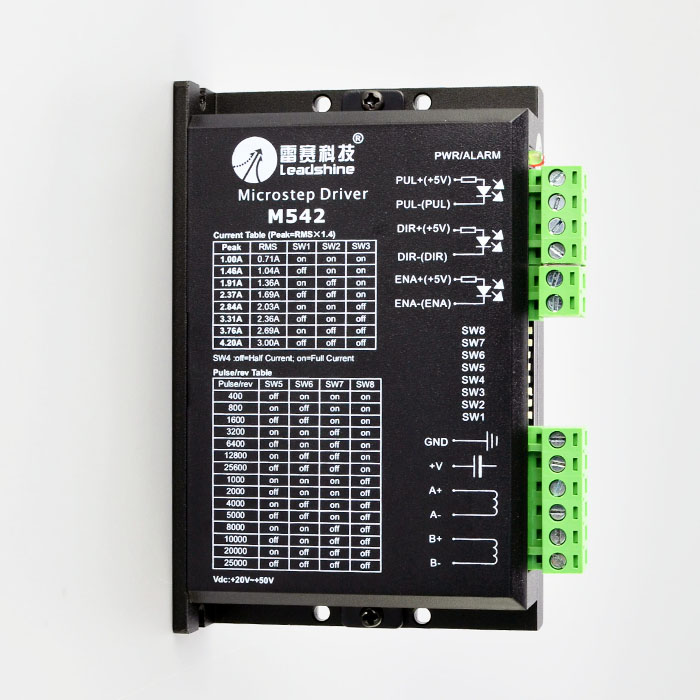 雷赛科技®
Leadshine
Microstep Driver
M542
Current Table (Peak=RMS×1.4)
Peak RMS SW1 SW2 SW3
1.00A 0.71A on on on
1.46A 1.04A off on on
1.91A 1.36A on off on
2.37A 1.69A off off on
2.84A 2.03A on on off
3.31A 2.36A off on off
3.76A 2.69A on off off
4.20A 3.00A off off off
SW4 :off=Half Current; on=Full Current
Pulse/rev Table
Pulse/rev SW5 SW6 SW7 SW8
400 off on on on
800 on off on on
1600 off off on on
3200 on on off on
6400 off on off on
12800 on off off on
25600 off off off on
1000 on on on off
2000 off on on off
4000 on off on off
5000 off off on off
8000 on on off off
10000 off on off off
20000 on off off off
25000 off off off off
Vdc:+20V~+50V
PWR/ALARM
PUL+(+5V)
PUL-(PUL)
DIR+(+5V)
DIR-(DIR)
ENA+(+5V)
ENA-(ENA)
SW8
SW7
SW6
SW5
SW4
SW3
SW2
SW1
GND
+V
A+
A-
B+
B-